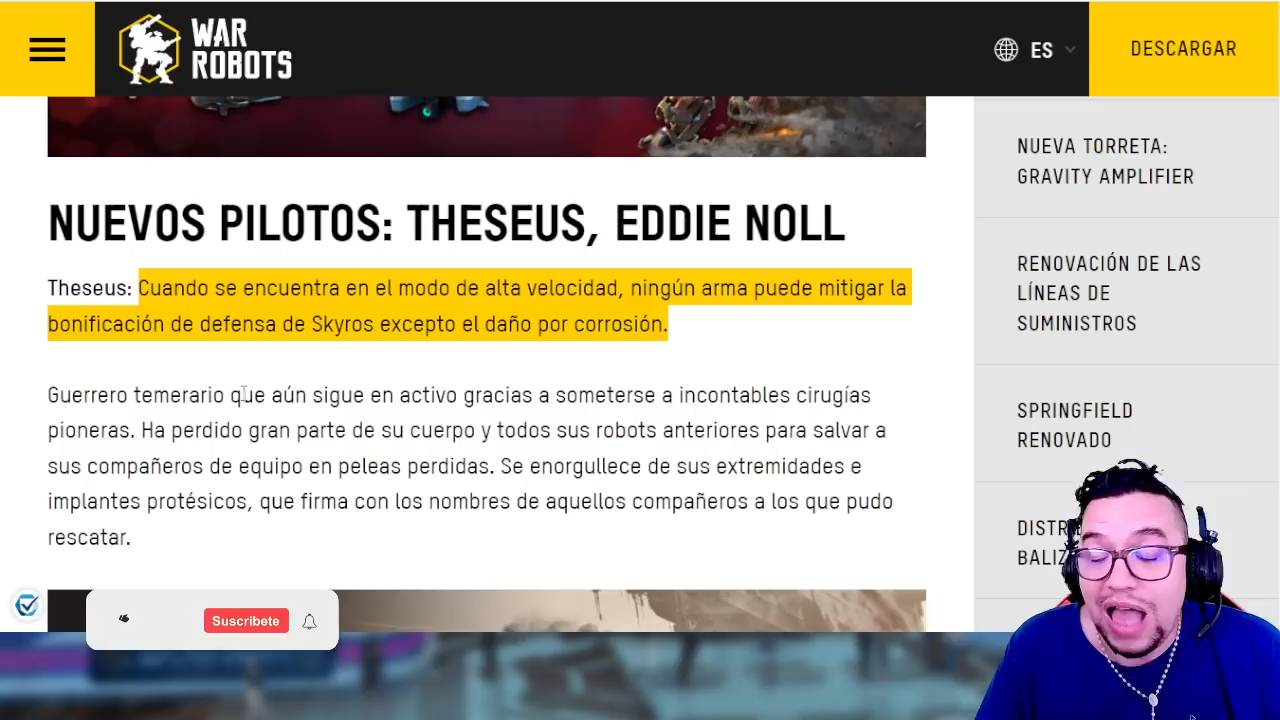 WAR
ROBOTS
ES
DESCARGAR
NUEVA TORRETA:
GRAVITY AMPLIFIER
NUEVOS PILOTOS: THESEUS, EDDIE NOLL
RENOVACIÓN DE LAS
LÍNEAS DE
SUMINISTROS
Theseus: Cuando se encuentra en el modo de alta velocidad, ningún arma puede mitigar la
bonificación de defensa de Skyros excepto el daño por corrosión.
Guerrero temerario que aún sigue en activo gracias a someterse a incontables cirugías
pioneras. Ha perdido gran parte de su cuerpo y todos sus robots anteriores para salvar a
sus compañeros de equipo en peleas perdidas. Se enorgullece de sus extremidades e
implantes protésicos, que firma con los nombres de aquellos compañeros a los que pudo
rescatar.
SPRINGFIELD
RENOVADO
Suscribete